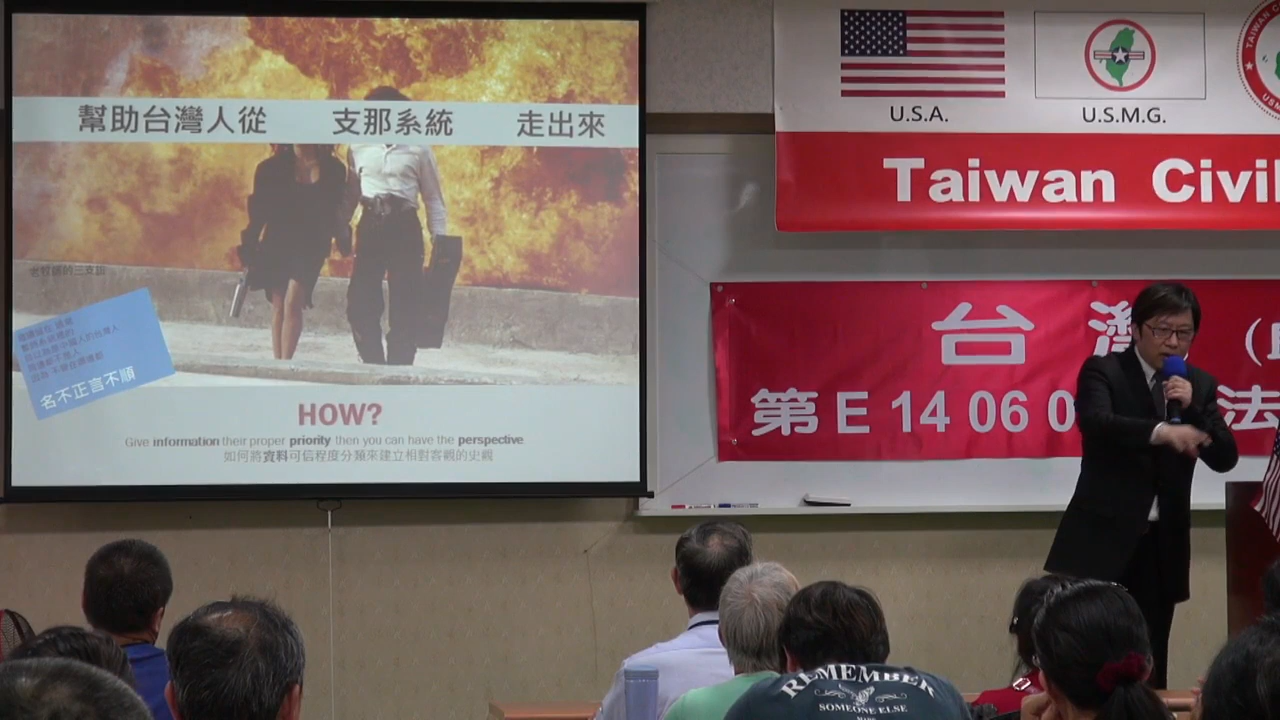 幫助台灣人從 支那系統 走出來
名不正言不順
HOW?
Give information their proper priority then you can have the perspective
如何將資料可信程度分類來建立相對客觀的史觀
U.S.A.
U.S.M.G.
Taiwan Civil
台灣
第E 14 06 0
法
REMEMBER
SOMEONE ELSE